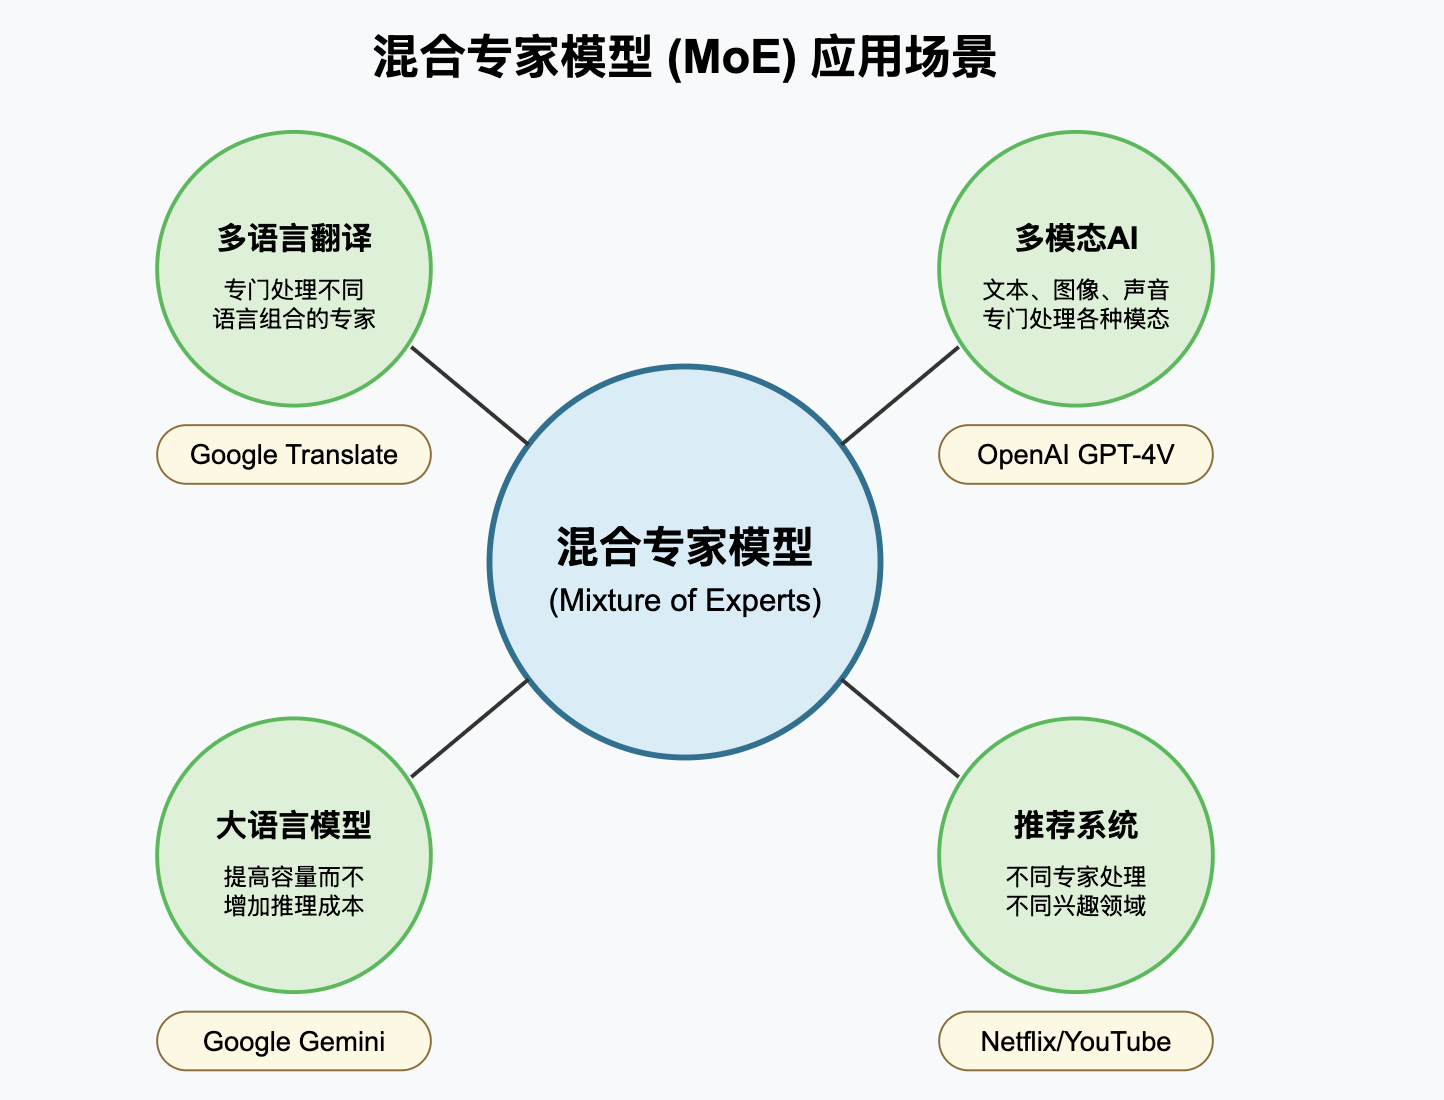 混合专家模型 (MoE) 应用场景
多语言翻译
专门处理不同
语言组合的专家
Google Translate
多模态AI
文本、图像、声音
专门处理各种模态
OpenAI GPT-4V
混合专家模型
(Mixture of Experts)
大语言模型
提高容量而不
增加推理成本
Google Gemini
推荐系统
不同专家处理
不同兴趣领域
Netflix/YouTube